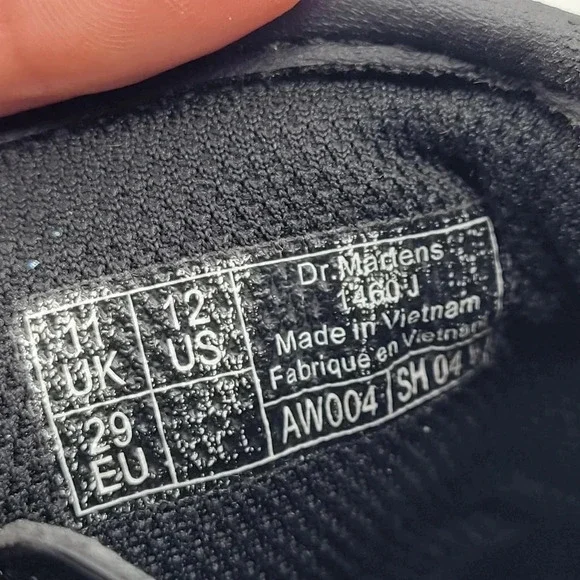 11
UK
12
US
29
EU
Dr. Martens
1460 J
Made in Vietnam
Fabriqué en Vietnam
AW004
SH 04